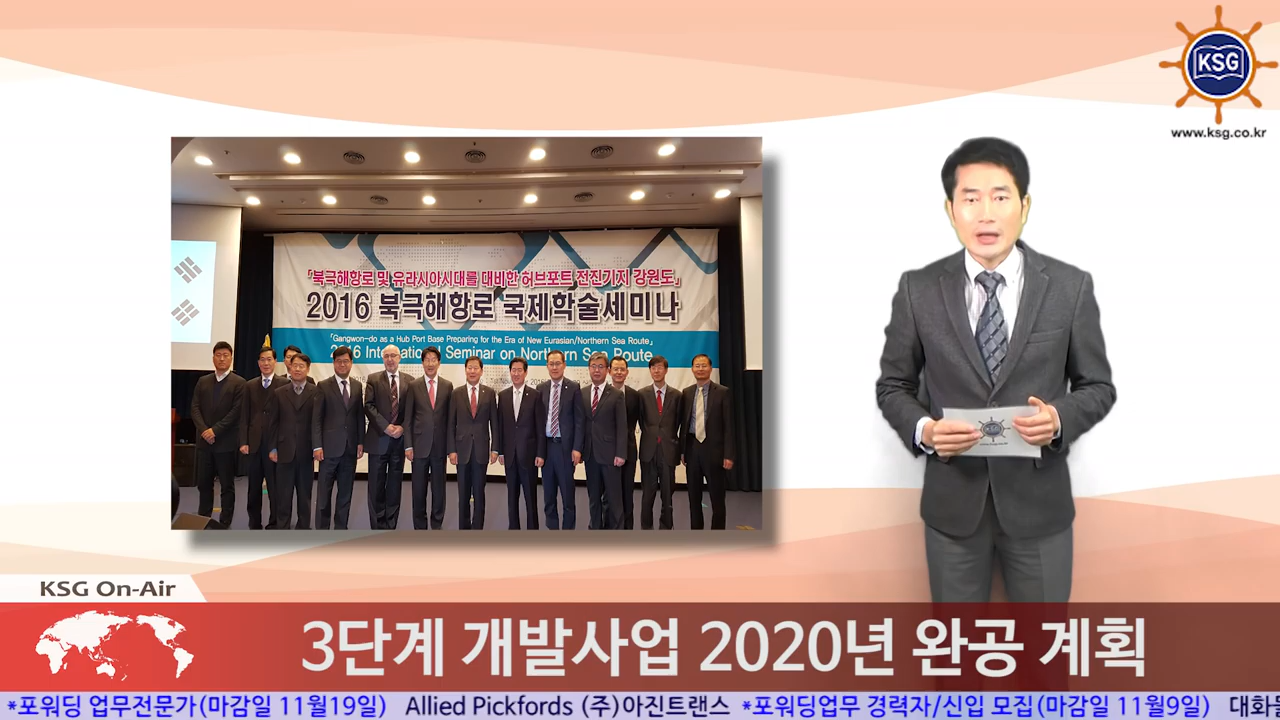 KSG
www.ksg.co.kr
「북극해항로 및 유라시아시대를 대비한 허브포트 전진기지 강원도」
2016 북극해항로 국제학술세미나
「Gangwon-do as a Hub Port Base Preparing for the Era of New Eurasian/Northern Sea Route」
2016 International Seminar on Northern Sea Route
KSG On-Air
3단계 개발사업 2020년 완공 계획
*포워딩 업무전문가(마감일 11월19일) Allied Pickfords (주)아진트랜스 *포워딩업무 경력자/신입 모집(마감일 11월9일)